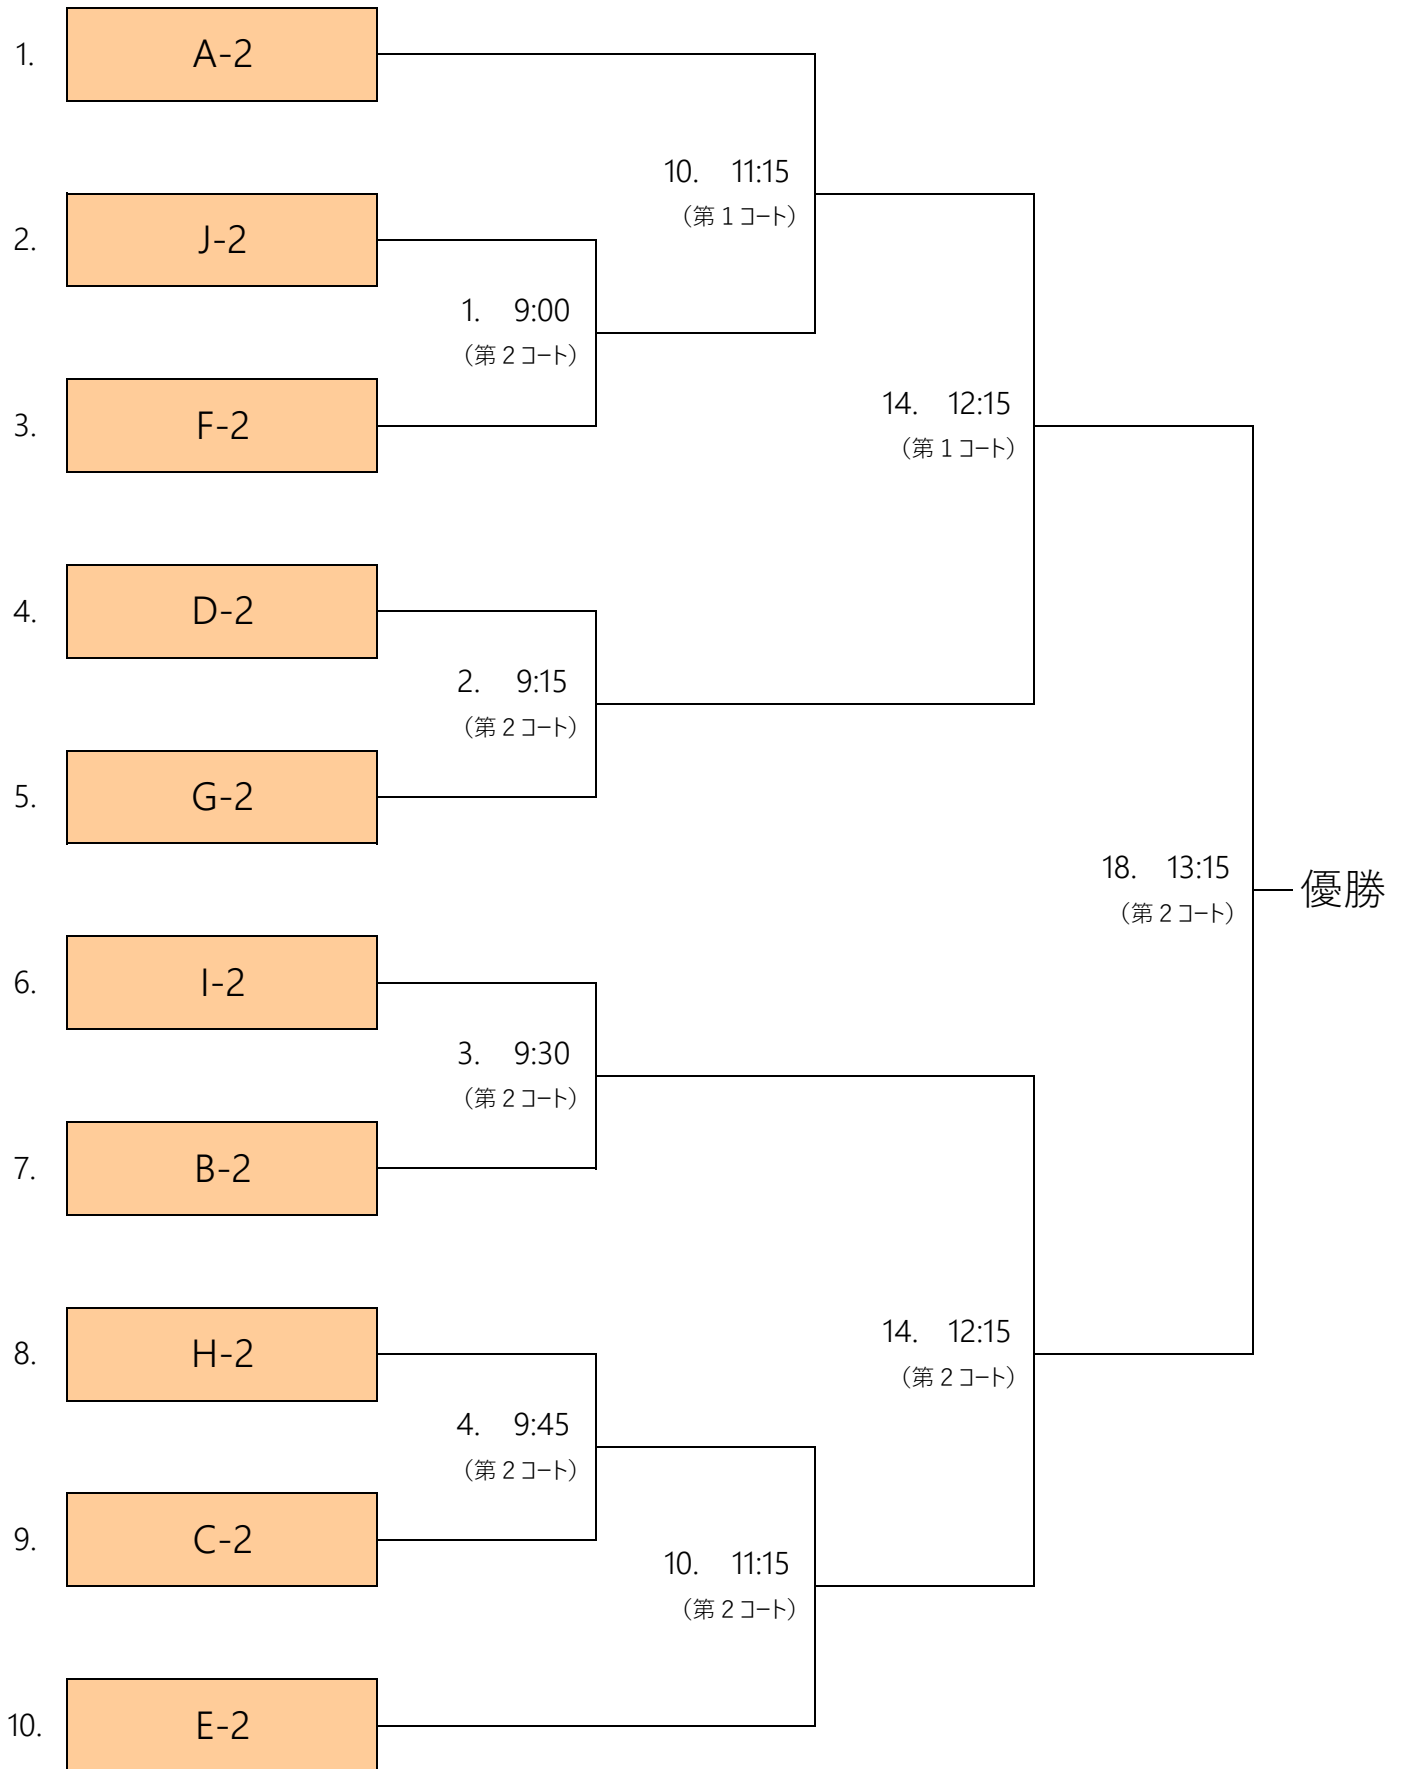 1. A-2
10. 11:15
（第１コート）
2. J-2
1. 9:00
（第２コート）
3. F-2
14. 12:15
（第１コート）
4. D-2
2. 9:15
（第２コート）
5. G-2
18. 13:15
（第２コート）
優勝
6. I-2
3. 9:30
（第２コート）
7. B-2
8. H-2
14. 12:15
（第２コート）
4. 9:45
（第２コート）
9. C-2
10. 11:15
（第２コート）
10. E-2